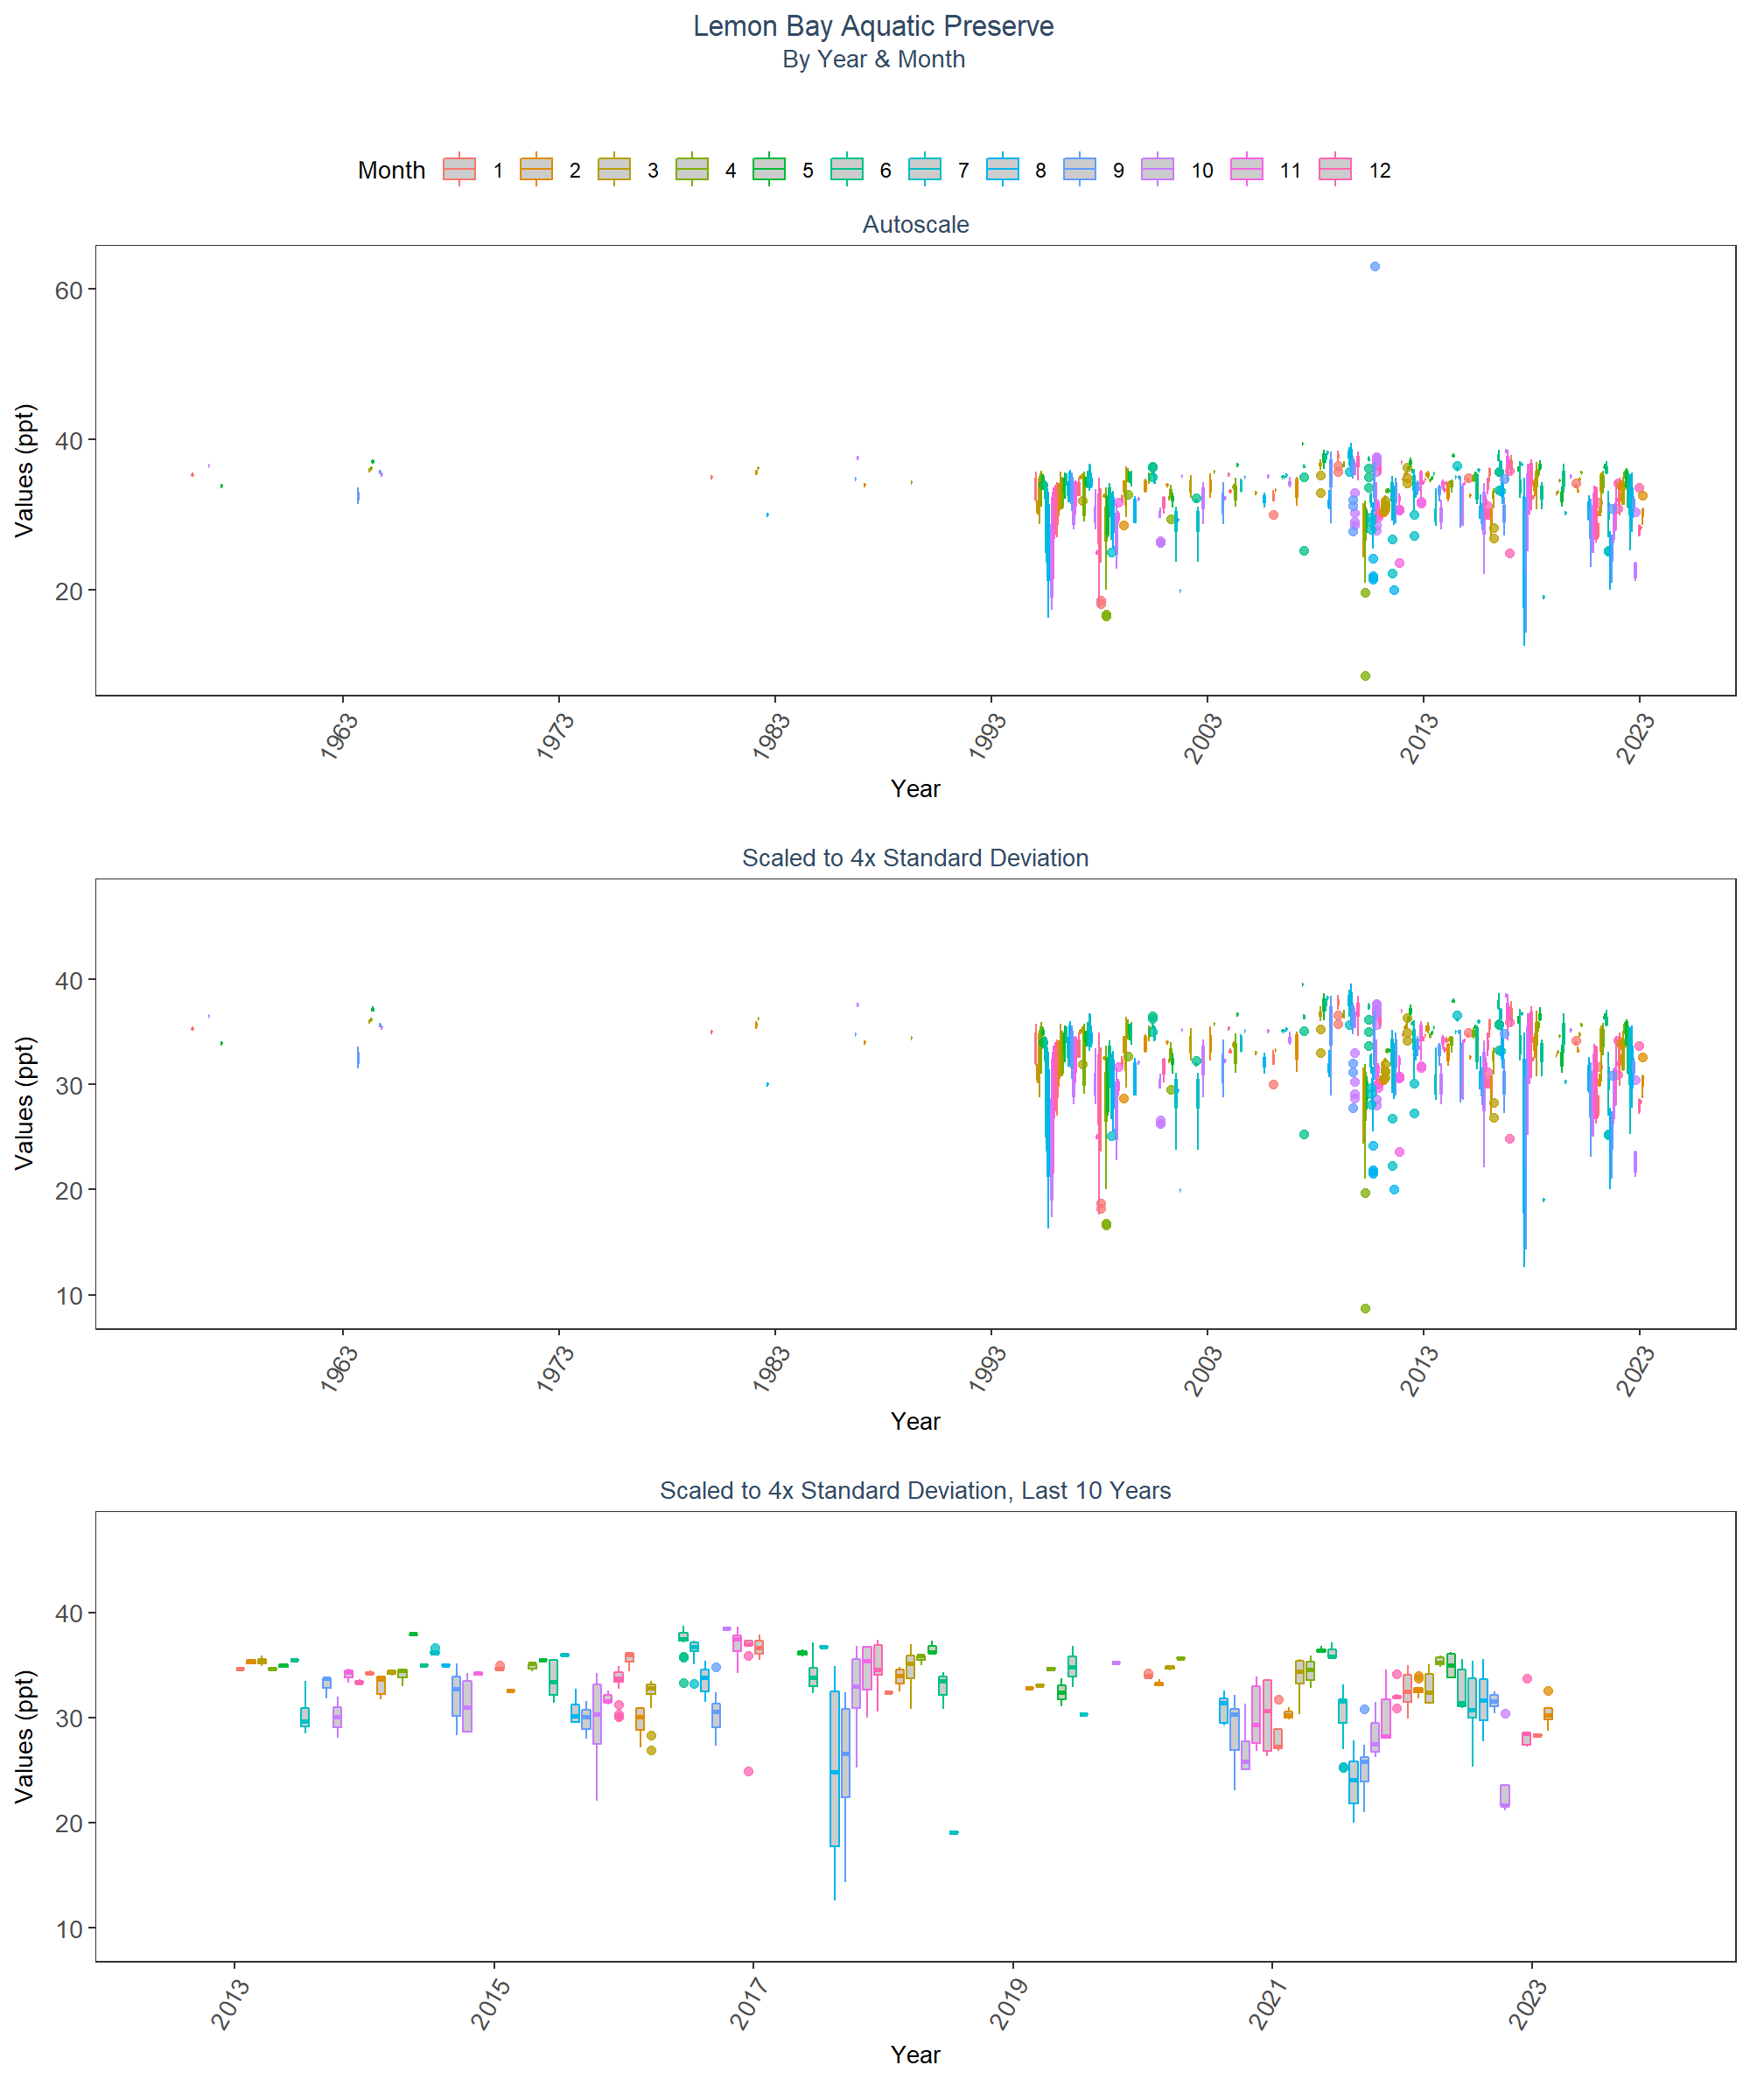 Lemon Bay Aquatic Preserve
By Year & Month
Month 1 2 3 4 5 6 7 8 9 10 11 12
Autoscale
Values (ppt)
60
40
20
1963 1973 1983 1993 2003 2013 2023
Year
Scaled to 4x Standard Deviation
Values (ppt)
40
30
20
10
1963 1973 1983 1993 2003 2013 2023
Year
Scaled to 4x Standard Deviation, Last 10 Years
Values (ppt)
40
30
20
10
2013 2015 2017 2019 2021 2023
Year